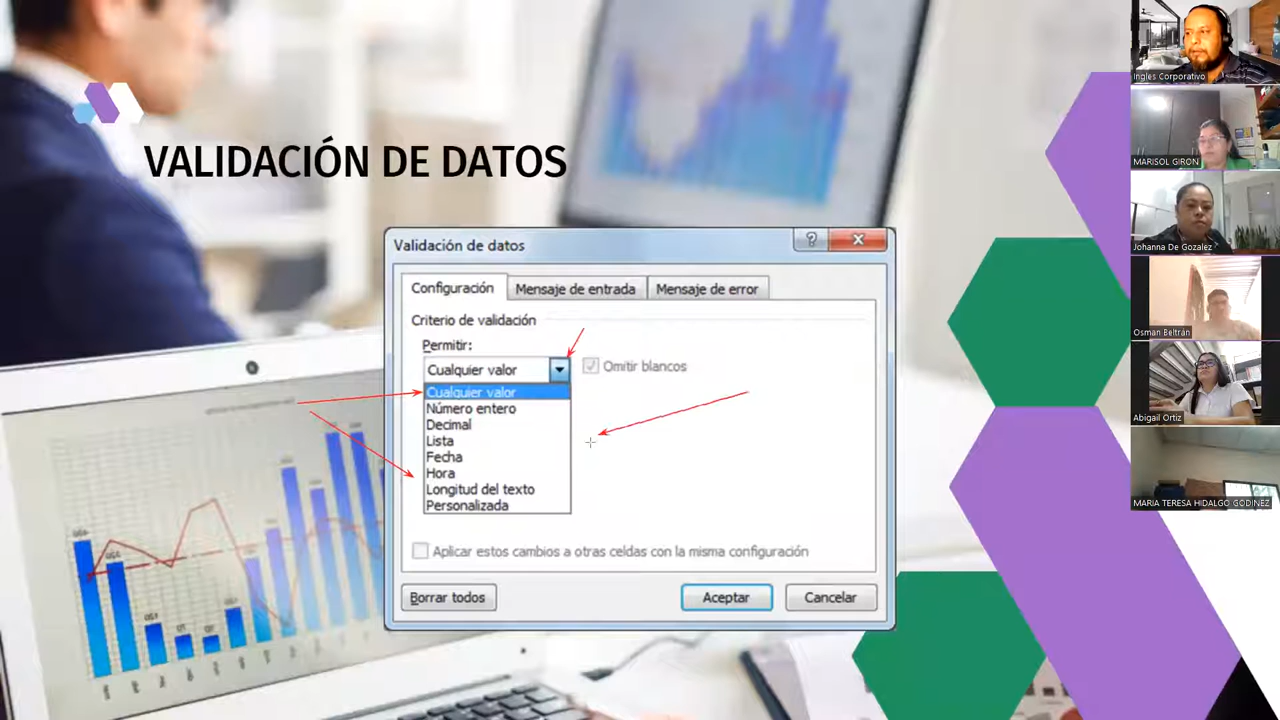 VALIDACIÓN DE DATOS
Validación de datos
?
Configuración
Mensaje de entrada
Mensaje de error
Criterio de validación
Permitir:
Cualquier valor
Omitir blancos
Cualquier valor
Número entero
Decimal
Lista
Fecha
Hora
Longitud del texto
Personalizada
Aplicar estos cambios a otras celdas con la misma configuración
Borrar todos
Aceptar
Cancelar
Ingles Corporativo
MARISOL GIRON
Johanna De Gozalez
Osman Beltrán
Abigail Ortiz
MARIA TERESA HIDALGO GODINEZ